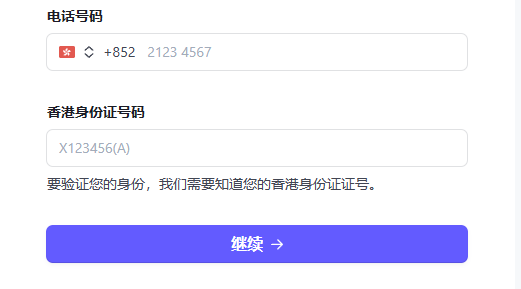 电话号码
+852 2123 4567
香港身份证号码
X123456(A)
要验证您的身份，我们需要知道您的香港身份证证号。
继续 →